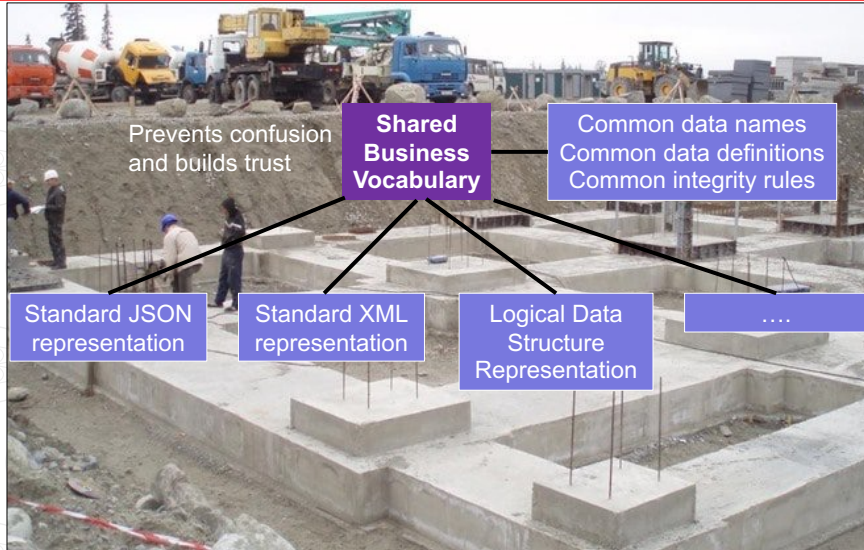 Prevents confusion
and builds trust
Shared
Business
Vocabulary
Common data names
Common data definitions
Common integrity rules
Standard JSON
representation
Standard XML
representation
Logical Data
Structure
Representation
….